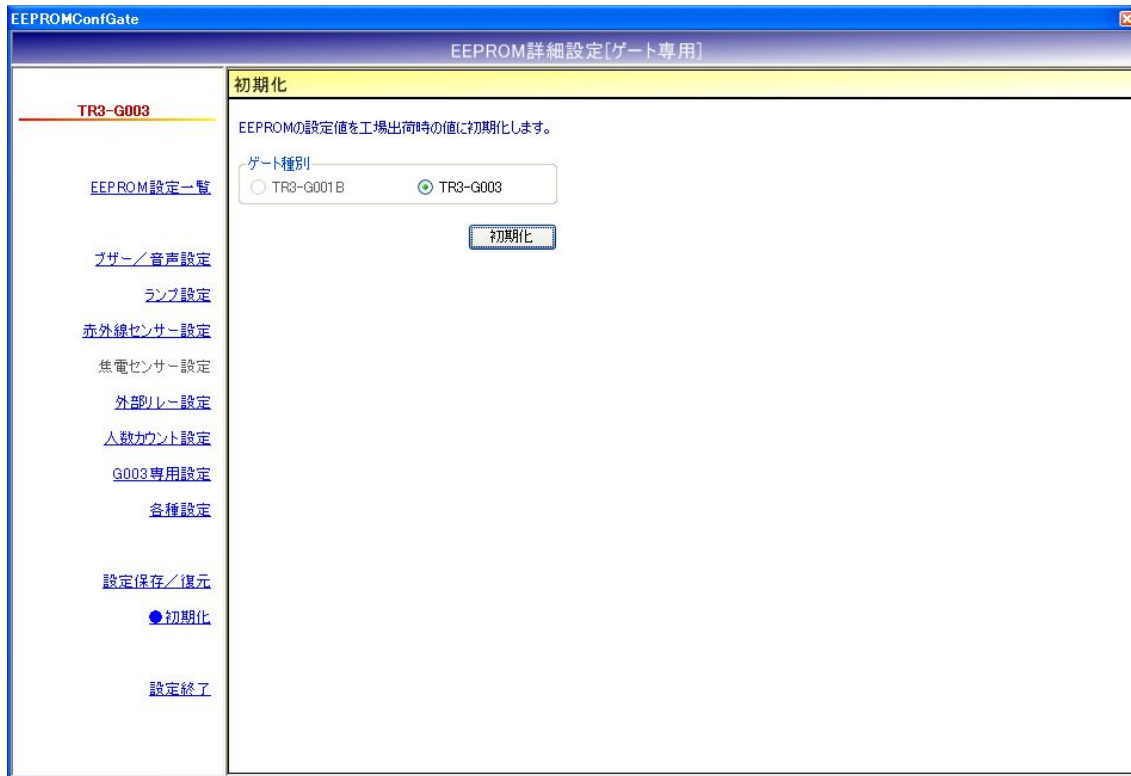 EEPROMConfGate
EEPROM詳細設定[ゲート専用]
TR3-G003
EEPROM設定一覧
ブザー／音声設定
ランプ設定
赤外線センサー設定
焦電センサー設定
外部リレー設定
人数カウント設定
G003専用設定
各種設定
設定保存／復元
●初期化
設定終了
初期化
EEPROMの設定値を工場出荷時の値に初期化します。
ゲート種別
TR3-G001B TR3-G003
初期化